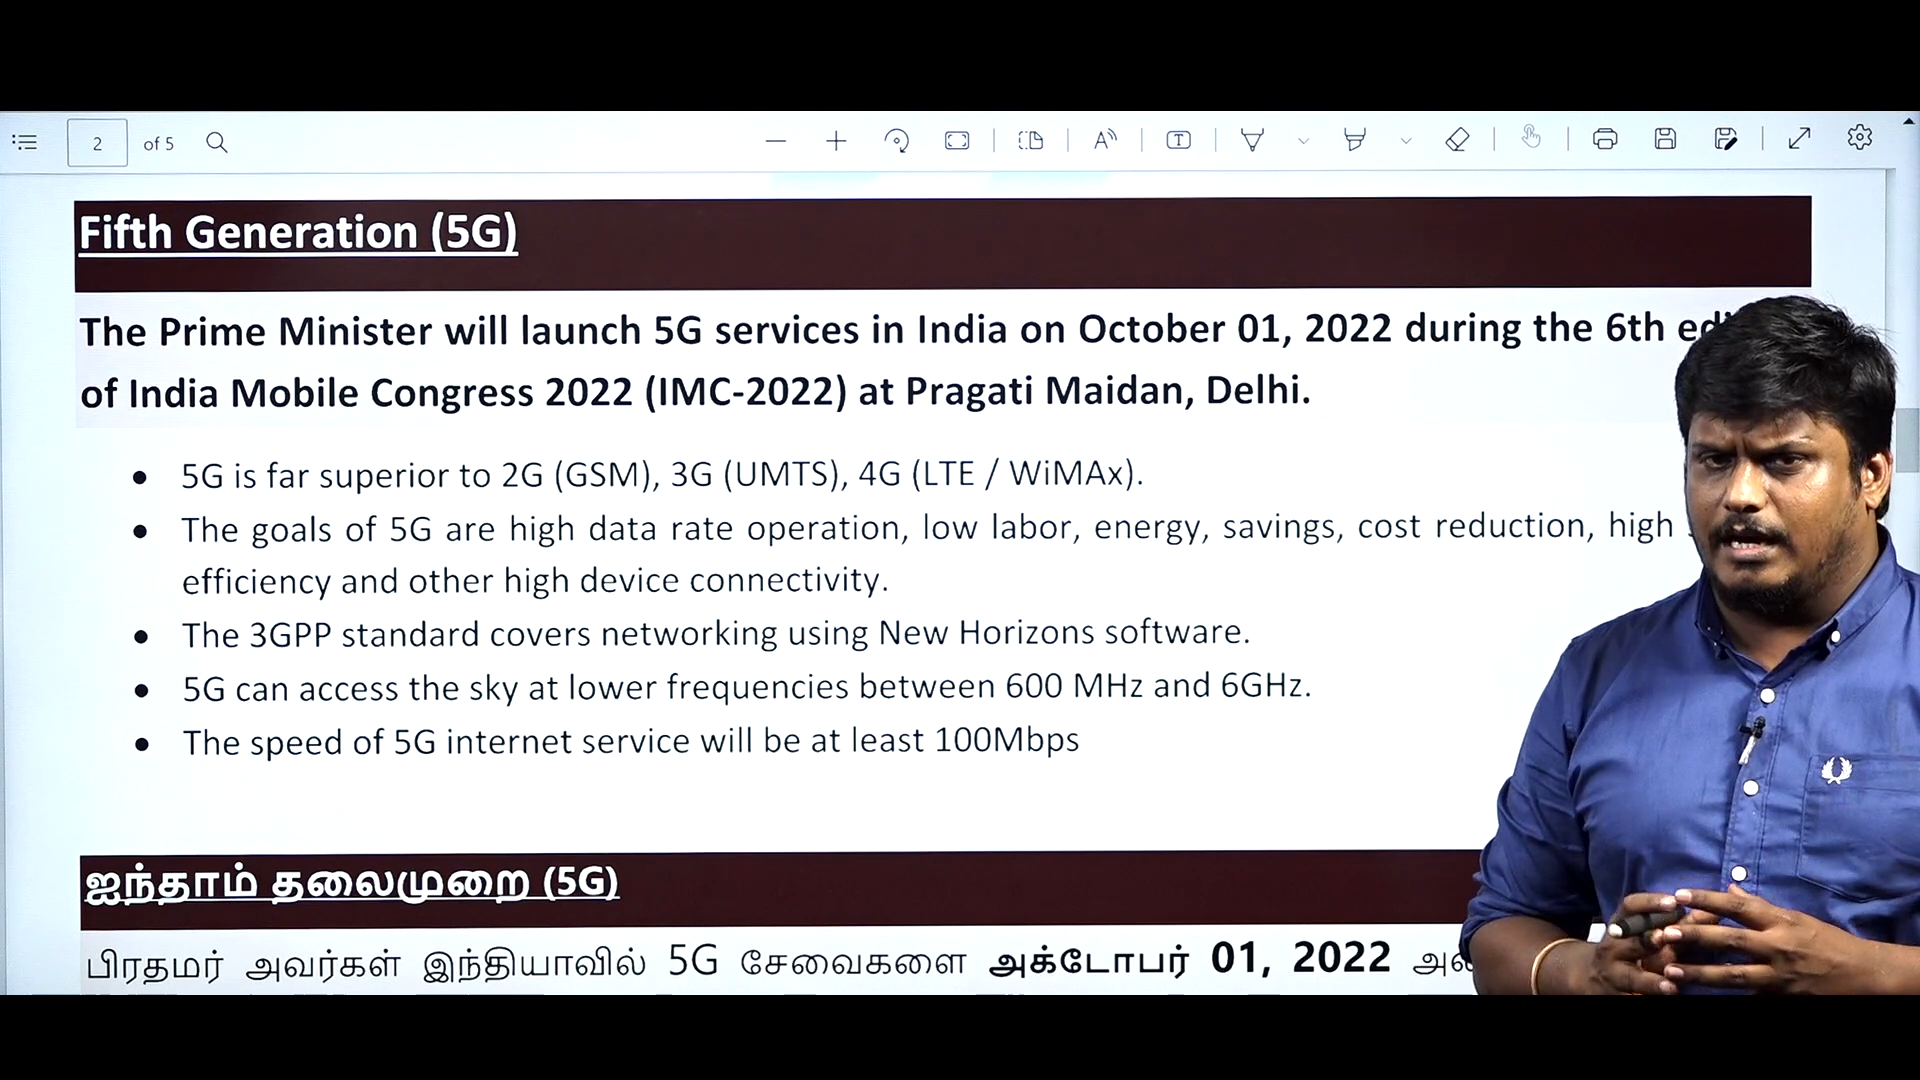 2 of 5
Fifth Generation (5G)
The Prime Minister will launch 5G services in India on October 01, 2022 during the 6th
of India Mobile Congress 2022 (IMC-2022) at Pragati Maidan, Delhi.
• 5G is far superior to 2G (GSM), 3G (UMTS), 4G (LTE / WiMAx).
• The goals of 5G are high data rate operation, low labor, energy, savings, cost reduction, high
efficiency and other high device connectivity.
• The 3GPP standard covers networking using New Horizons software.
• 5G can access the sky at lower frequencies between 600 MHz and 6GHz.
• The speed of 5G internet service will be at least 100Mbps
ஐந்தாம் தலைமுறை (5G)
பிரதமர் அவர்கள் இந்தியாவில் 5G சேவைகளை அக்டோபர் 01, 2022